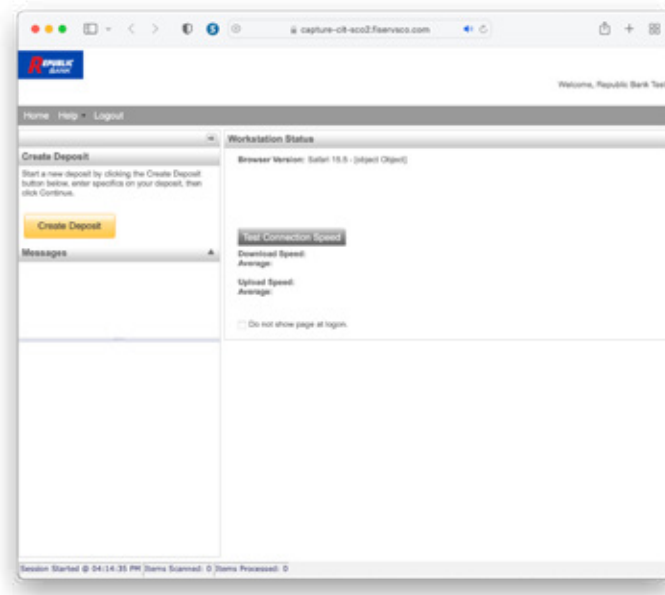 capture-cit-sco2.fiservsco.com
REPUBLIC
BANK
Welcome, Republic Bank Test
Home Help Logout
Create Deposit
Start a new deposit by clicking the Create Deposit
button below, enter specifics on your deposit, then
click Continue.
Create Deposit
Messages
Workstation Status
Browser Version: Safari 15.5 - [object Object]
Test Connection Speed
Download Speed:
Average:
Upload Speed:
Average:
Do not show page at logon.
Session Started @ 04:14:35 PM Items Scanned: 0 Items Processed: 0